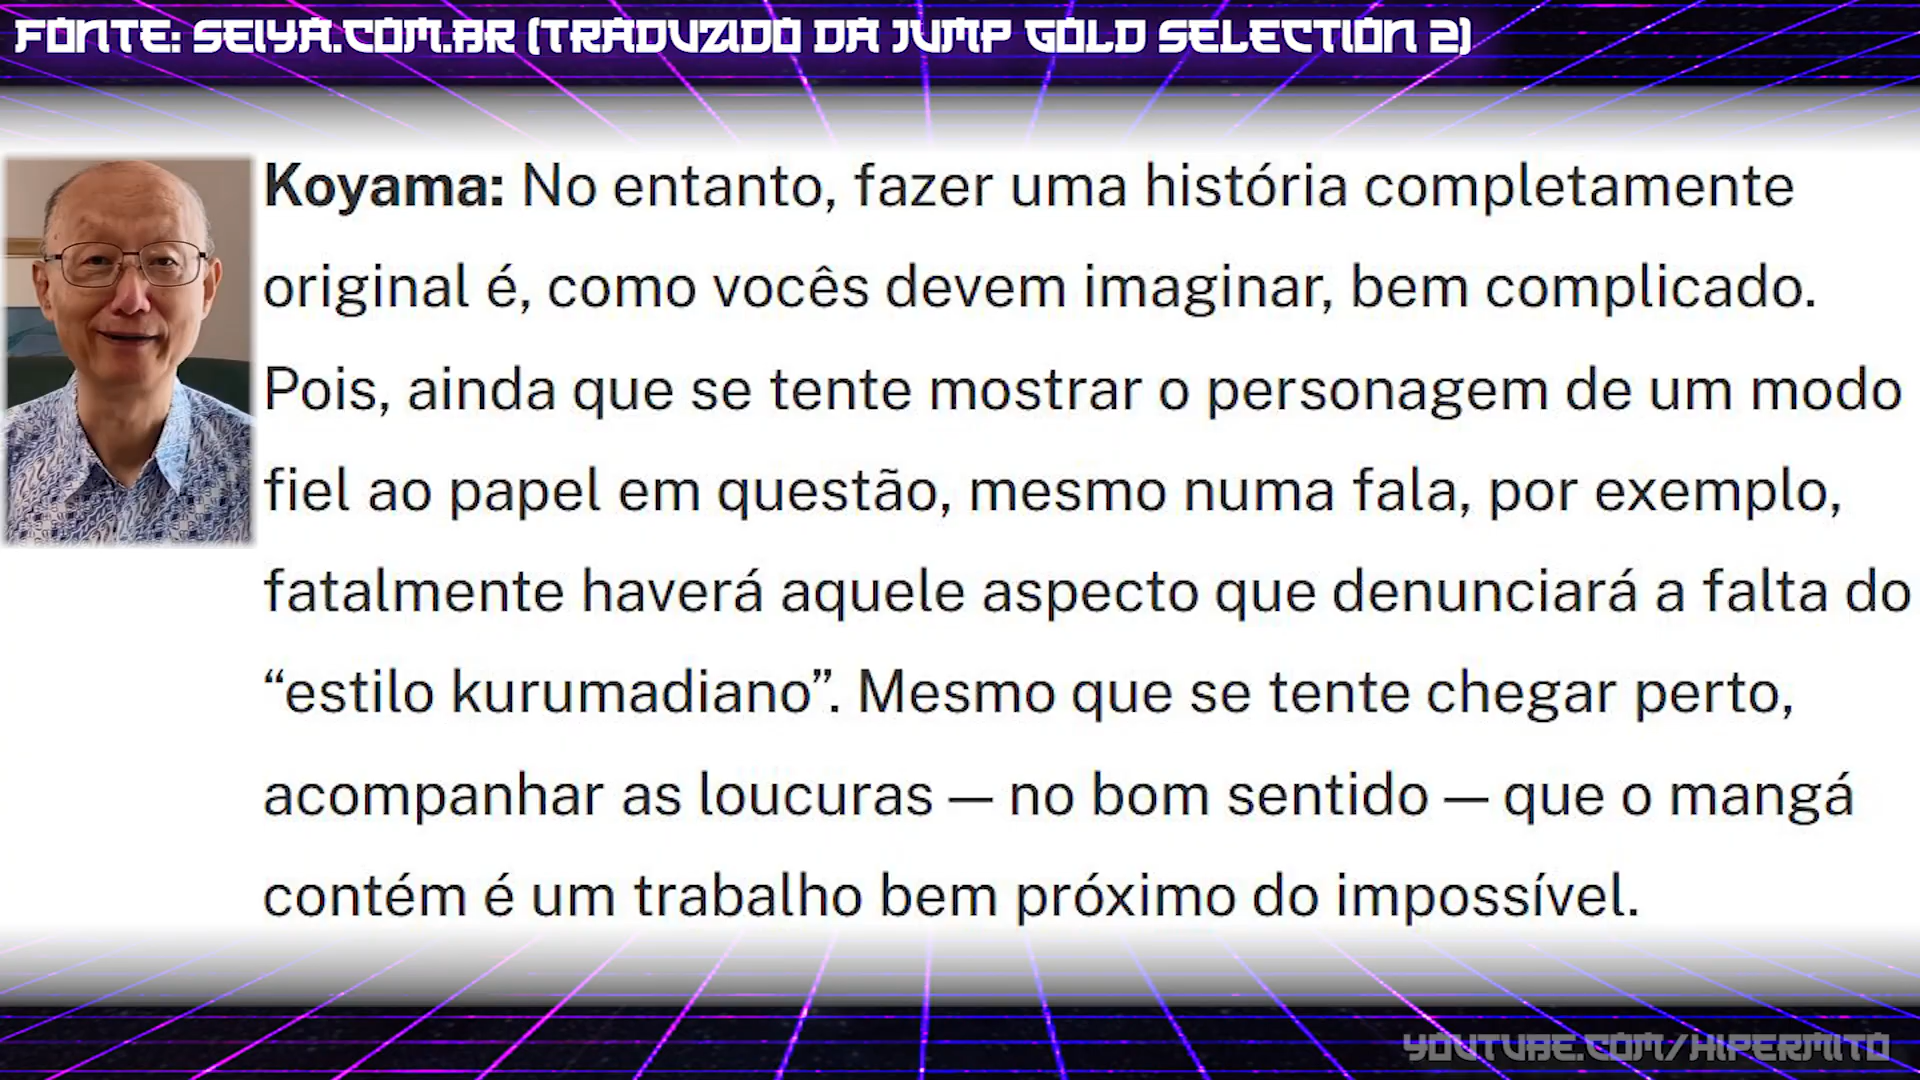 FONTE: SEIYA.COM.BR (TRADUZIDO DA JUMP GOLD SELECTION 2)
Koyama: No entanto, fazer uma história completamente
original é, como vocês devem imaginar, bem complicado.
Pois, ainda que se tente mostrar o personagem de um modo
fiel ao papel em questão, mesmo numa fala, por exemplo,
fatalmente haverá aquele aspecto que denunciará a falta do
“estilo kurumadiano”. Mesmo que se tente chegar perto,
acompanhar as loucuras — no bom sentido — que o mangá
contém é um trabalho bem próximo do impossível.
YOUTUBE.COM/HIPERMITO